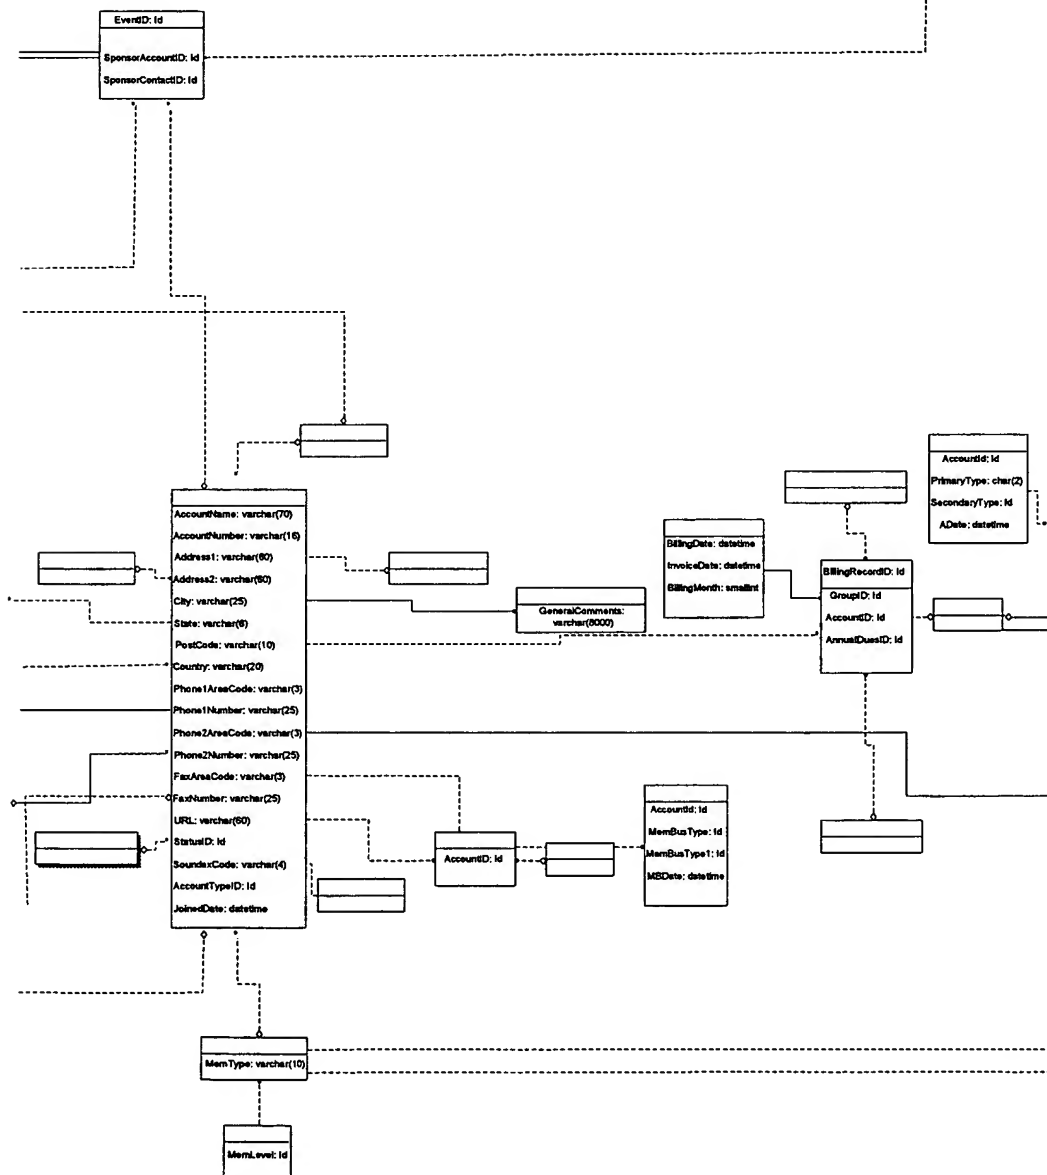 EventID: Id
SponsorAccountID: Id
SponsorContactID: Id
AccountName: varchar(70)
AccountNumber: varchar(16)
Address1: varchar(60)
Address2: varchar(60)
City: varchar(25)
State: varchar(6)
PostCode: varchar(10)
Country: varchar(20)
Phone1AreaCode: varchar(3)
Phone1Number: varchar(25)
Phone2AreaCode: varchar(3)
Phone2Number: varchar(25)
FaxAreaCode: varchar(3)
FaxNumber: varchar(25)
URL: varchar(60)
StatusID: Id
SoundexCode: varchar(4)
AccountTypeID: Id
JoinedDate: datetime
GeneralComments:
varchar(8000)
BillingDate: datetime
InvoiceDate: datetime
BillingMonth: smallint
BillingRecordID: Id
GroupID: Id
AccountID: Id
AnnualDuesID: Id
AccountId: Id
PrimaryType: char(2)
SecondaryType: Id
ADate: datetime
AccountID: Id
AccountId: Id
MemBusType: Id
MemBusType1: Id
MBDate: datetime
MemType: varchar(10)
MemLevel: Id